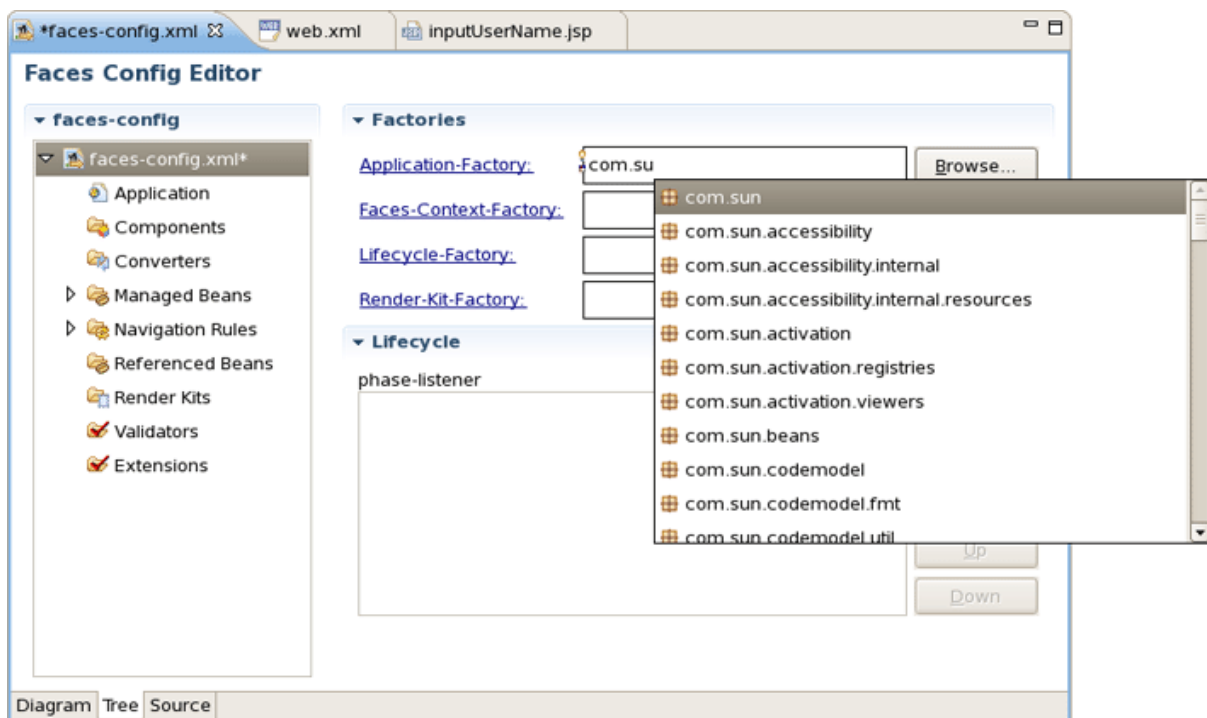 *faces-config.xml
web.xml
inputUserName.jsp
Faces Config Editor
faces-config
faces-config.xml*
Application
Components
Converters
Managed Beans
Navigation Rules
Referenced Beans
Render Kits
Validators
Extensions
Factories
Application-Factory: com.su Browse...
Faces-Context-Factory:
Lifecycle-Factory:
Render-Kit-Factory:
com.sun
com.sun.accessibility
com.sun.accessibility.internal
com.sun.accessibility.internal.resources
com.sun.activation
com.sun.activation.registries
com.sun.activation.viewers
com.sun.beans
com.sun.codemodel
com.sun.codemodel.fmt
com.sun.codemodel.util
Lifecycle
phase-listener
Up
Down
Diagram Tree Source